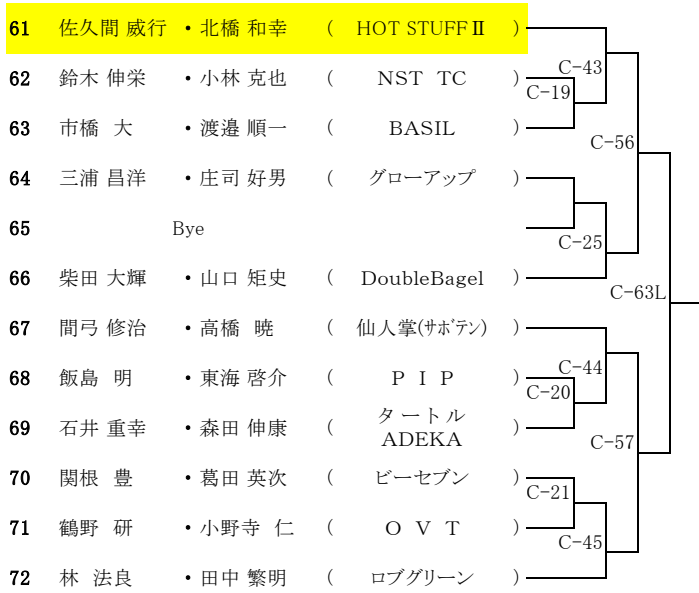 61 佐久間 威行 ・北橋 和幸 ( HOT STUFFⅡ )
C-43
62 鈴木 伸栄 ・小林 克也 ( NST TC )
C-19
63 市橋 大 ・渡邉 順一 ( BASIL )
C-56
64 三浦 昌洋 ・庄司 好男 ( グローアップ )
65 Bye
C-25
66 柴田 大輝 ・山口 矩史 ( DoubleBagel )
C-63L
67 間弓 修治 ・高橋 暁 ( 仙人掌(サボテン) )
C-44
68 飯島 明 ・東海 啓介 ( P I P )
C-20
69 石井 重幸 ・森田 伸康 ( タートル ADEKA )
C-57
70 関根 豊 ・葛田 英次 ( ビーセブン )
C-21
71 鶴野 研 ・小野寺 仁 ( O V T )
C-45
72 林 法良 ・田中 繁明 ( ロブグリーン )